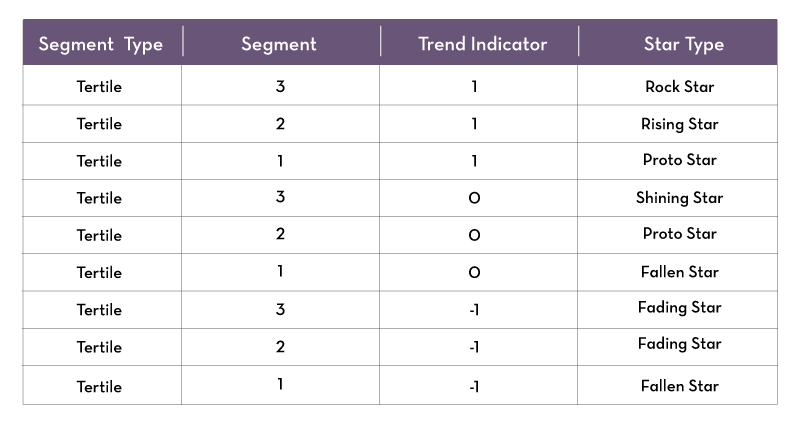 Segment Type Segment Trend Indicator Star Type
Tertile 3 1 Rock Star
Tertile 2 1 Rising Star
Tertile 1 1 Proto Star
Tertile 3 0 Shining Star
Tertile 2 0 Proto Star
Tertile 1 0 Fallen Star
Tertile 3 -1 Fading Star
Tertile 2 -1 Fading Star
Tertile 1 -1 Fallen Star